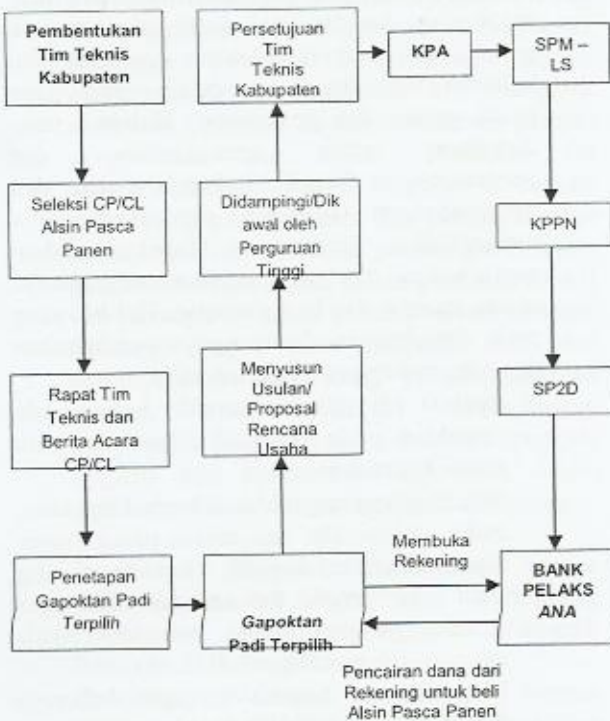 Pembentukan
Tim Teknis
Kabupaten
Persetujuan
Tim
Teknis
Kabupaten
KPA
SPM –
LS
Seleksi CP/CL
Alsin Pasca
Panen
Didampingi/Dik
awal oleh
Perguruan
Tinggi
KPPN
Rapat Tim
Teknis dan
Berita Acara
CP/CL
Menyusun
Usulan/
Proposal
Rencana
Usaha
SP2D
Penetapan
Gapoktan Padi
Terpilih
Gapoktan
Padi Terpilih
Membuka
Rekening
BANK
PELAKS
ANA
Pencairan dana dari
Rekening untuk beli
Alsin Pasca Panen